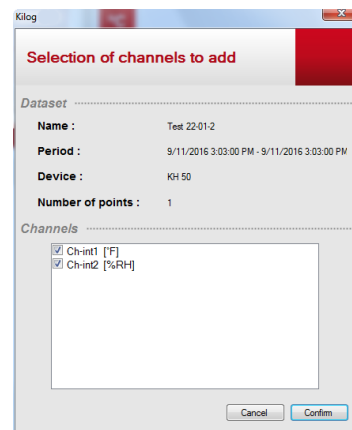 Kilog
Selection of channels to add
Dataset
Name : Test 22-01-2
Period : 9/11/2016 3:03:00 PM - 9/11/2016 3:03:00 PM
Device : KH 50
Number of points : 1
Channels
Ch-int1 [°F]
Ch-int2 [%RH]
Cancel Confirm